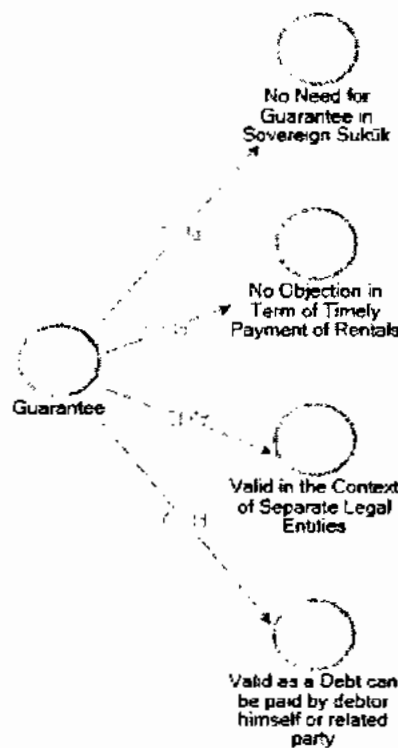 No Need for
Guarantee in
Sovereign Sukūk
No Objection in
Term of Timely
Payment of Rentals
Guarantee
Valid in the Context
of Separate Legal
Entities
Valid as a Debt can
be paid by debtor
himself or related
party